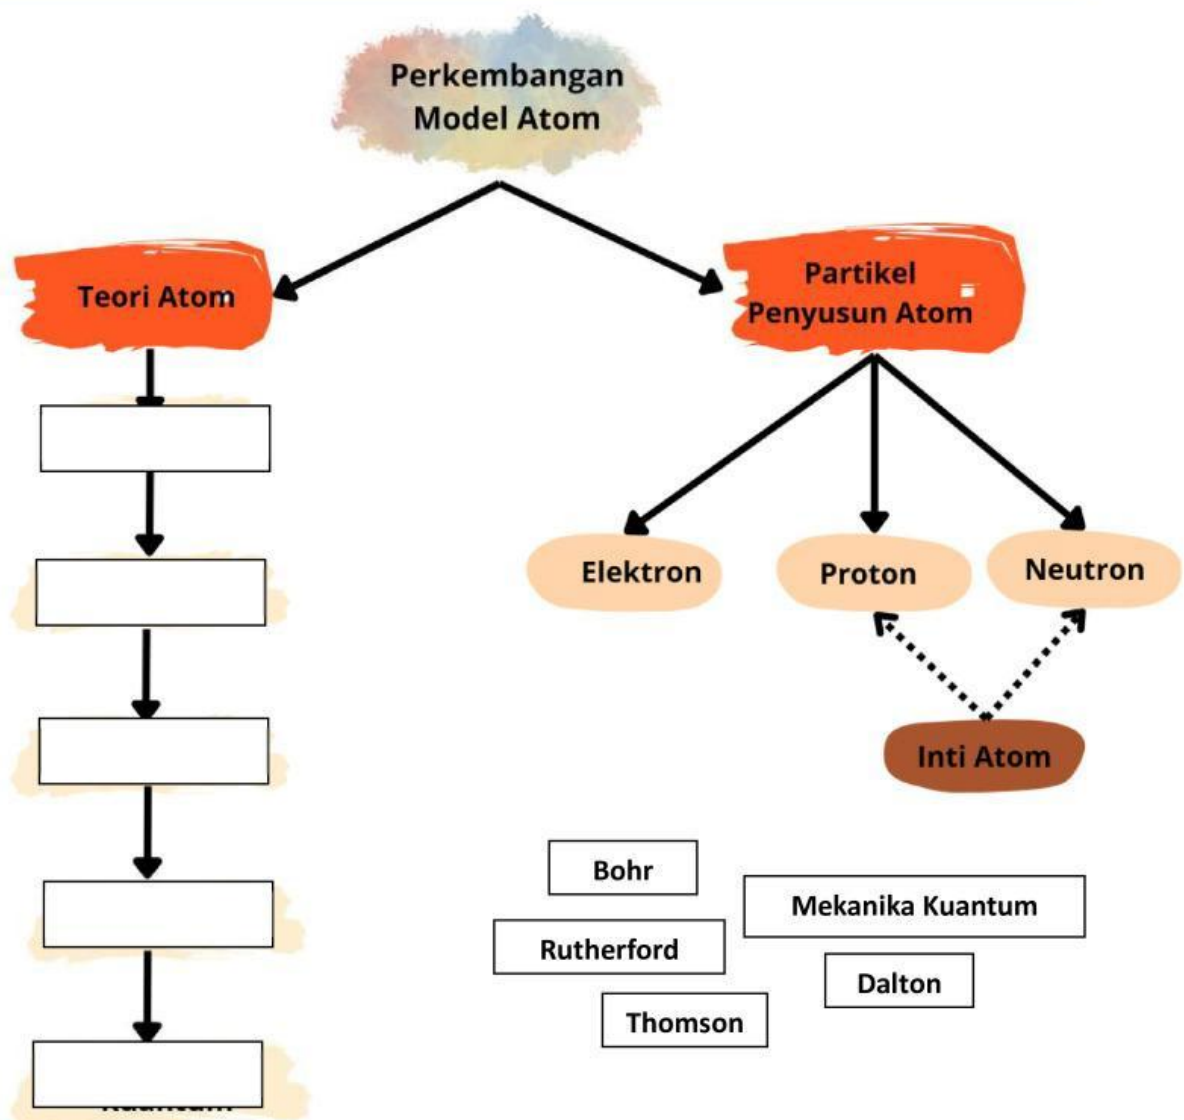 Perkembangan
Model Atom
Teori Atom
Partikel
Penyusun Atom
Elektron
Proton
Neutron
Inti Atom
Bohr
Mekanika Kuantum
Rutherford
Dalton
Thomson